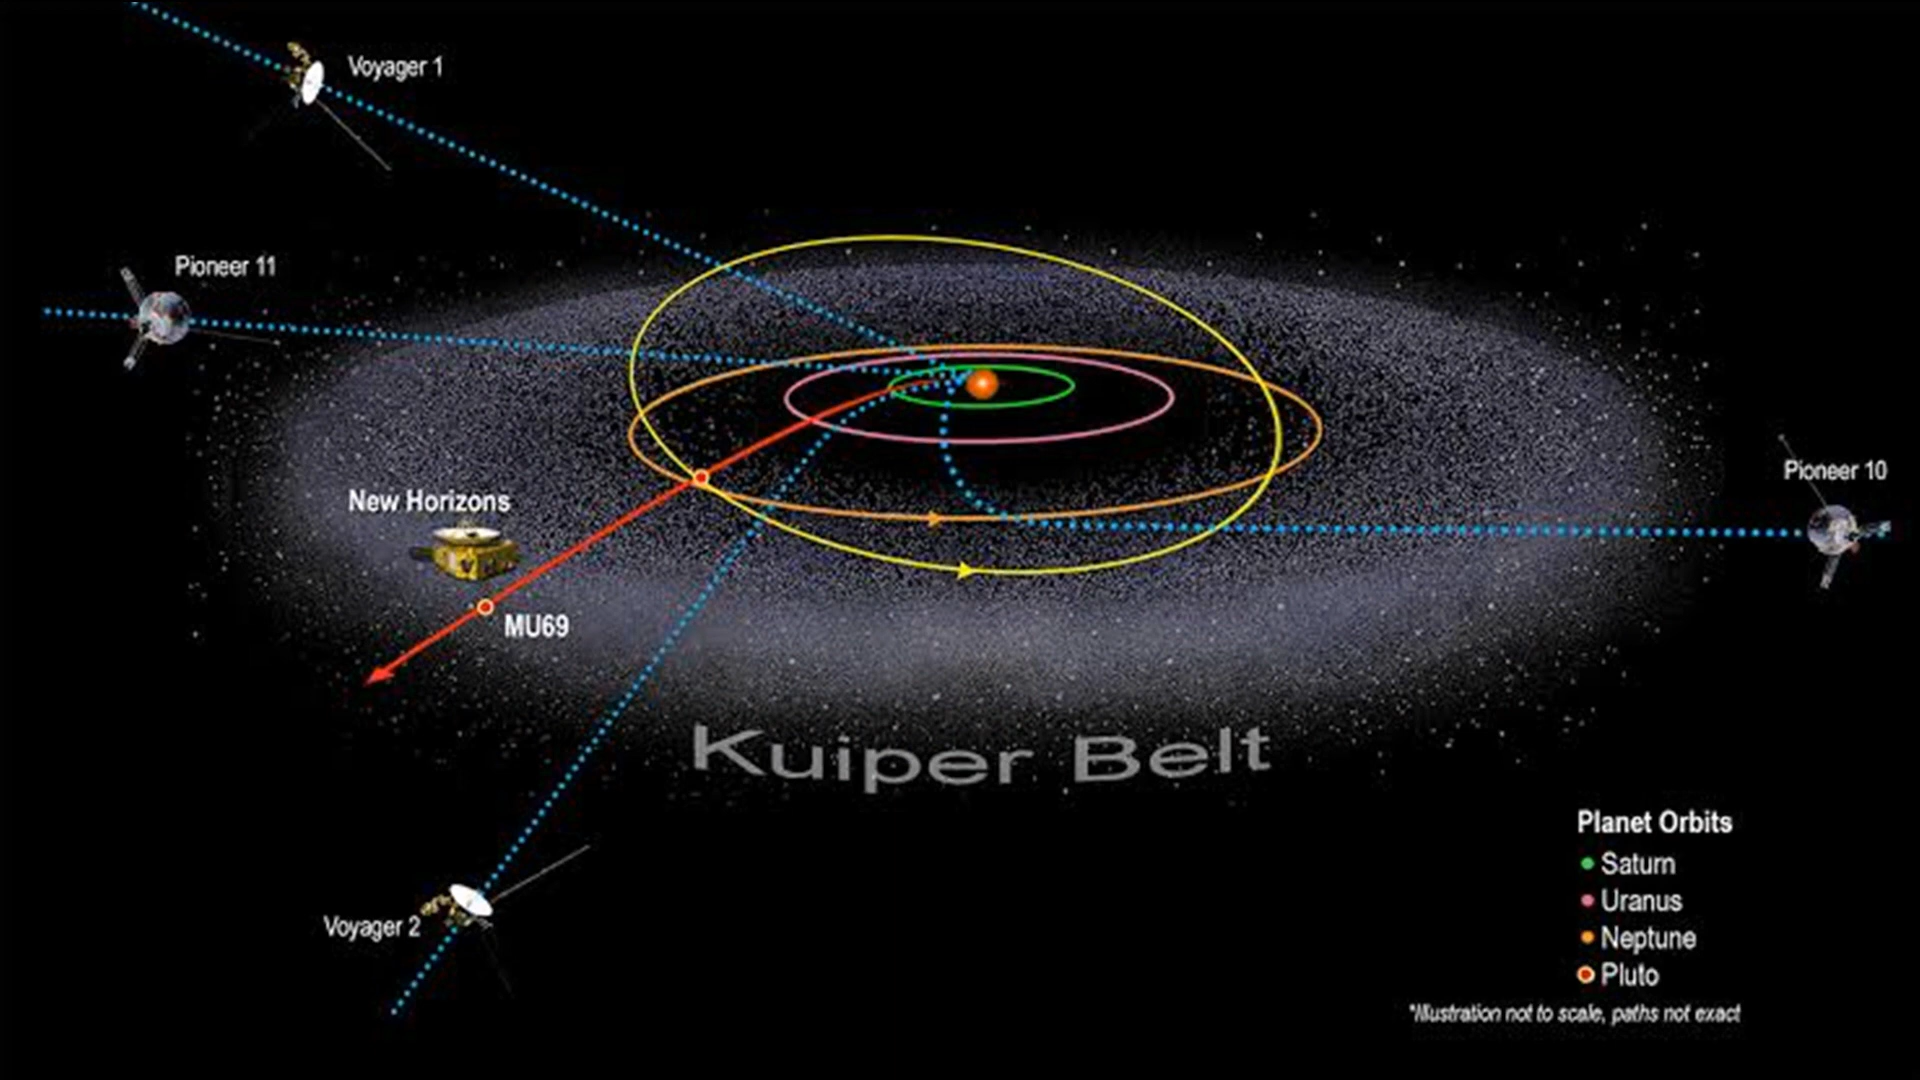 Voyager 1
Pioneer 11
Pioneer 10
New Horizons
MU69
Kuiper Belt
Voyager 2
Planet Orbits
Saturn
Uranus
Neptune
Pluto
*Illustration not to scale, paths not exact